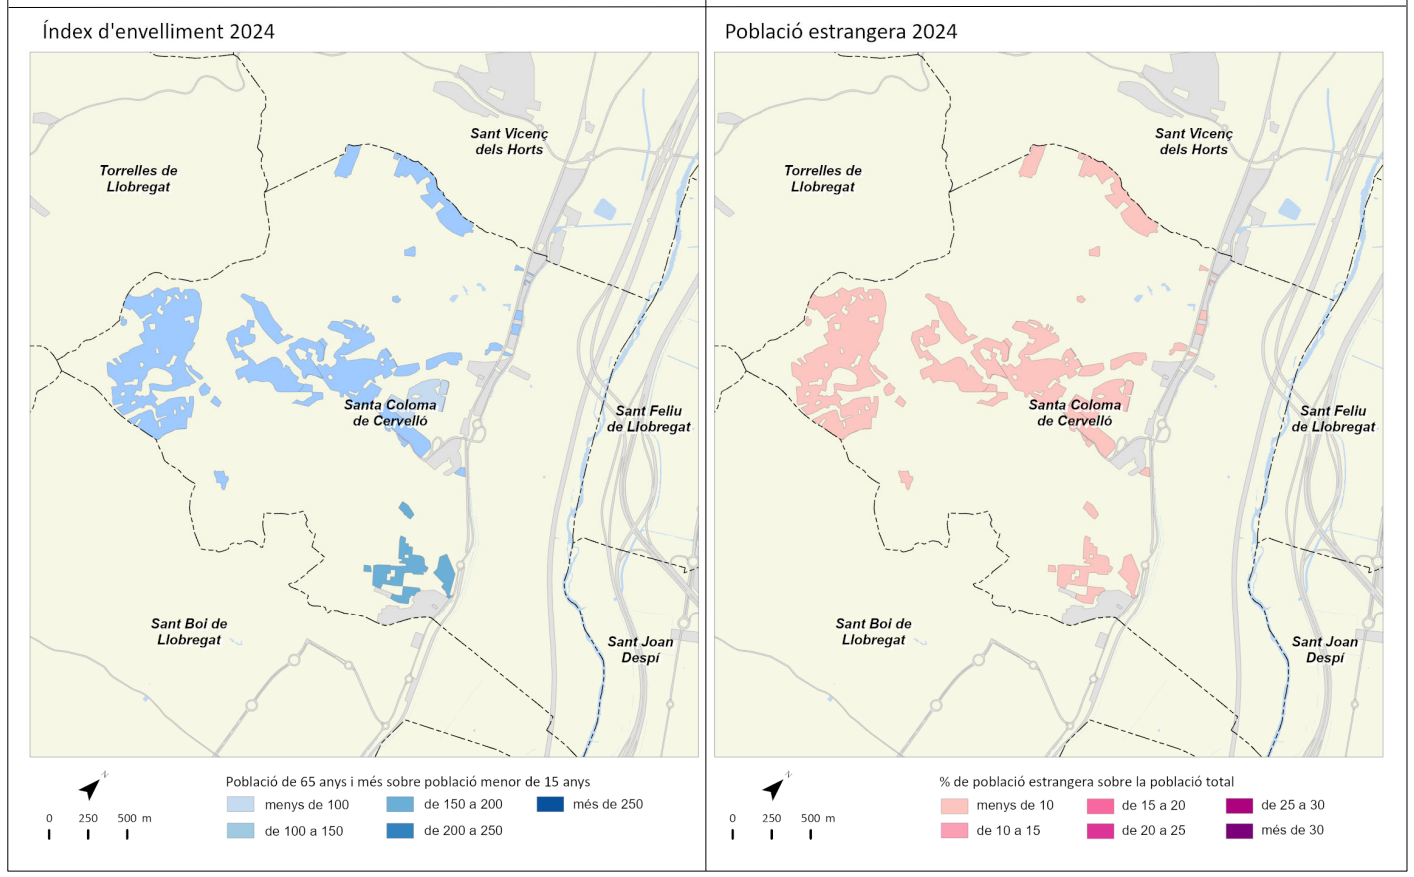 Índex d'envelliment 2024
Sant Vicenç
dels Horts
Torrelles de
Llobregat
Santa Coloma
de Cervelló
Sant Feliu
de Llobregat
Sant Boi de
Llobregat
Sant Joan
Despí
N
0 250 500 m
Població de 65 anys i més sobre població menor de 15 anys
menys de 100
de 100 a 150
de 150 a 200
de 200 a 250
més de 250
Població estrangera 2024
Sant Vicenç
dels Horts
Torrelles de
Llobregat
Santa Coloma
de Cervelló
Sant Feliu
de Llobregat
Sant Boi de
Llobregat
Sant Joan
Despí
N
0 250 500 m
% de població estrangera sobre la població total
menys de 10
de 10 a 15
de 15 a 20
de 20 a 25
de 25 a 30
més de 30